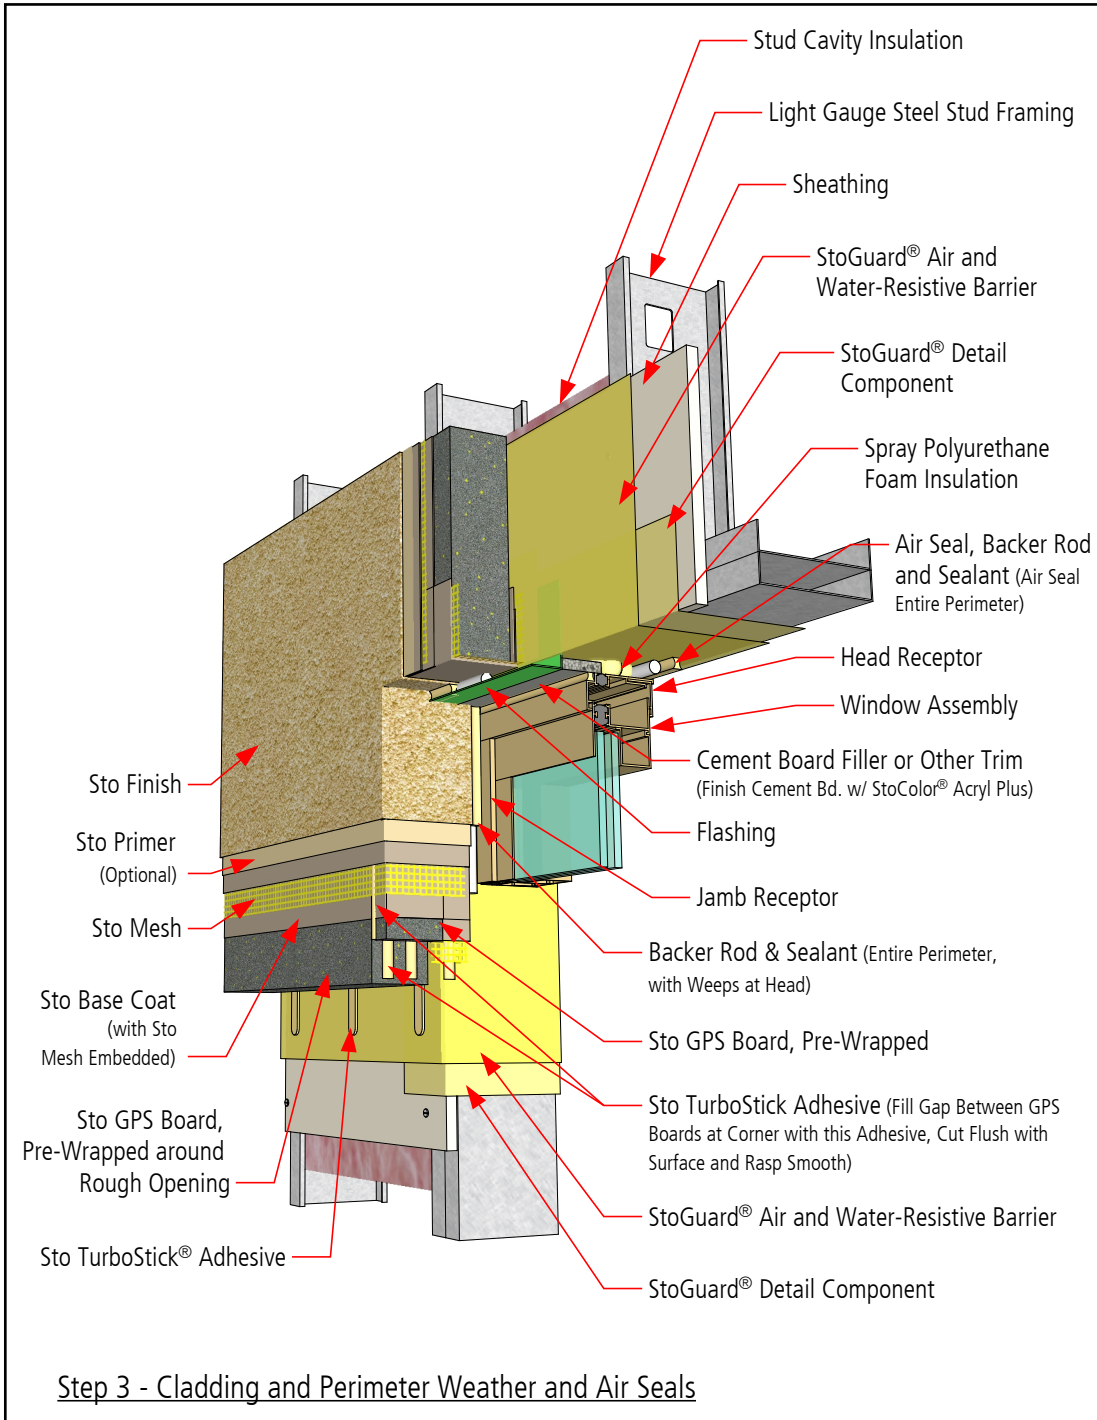 Stud Cavity Insulation
Light Gauge Steel Stud Framing
Sheathing
StoGuard® Air and
Water-Resistive Barrier
StoGuard® Detail
Component
Spray Polyurethane
Foam Insulation
Air Seal, Backer Rod
and Sealant (Air Seal
Entire Perimeter)
Head Receptor
Window Assembly
Cement Board Filler or Other Trim
(Finish Cement Bd. w/ StoColor® Acryl Plus)
Flashing
Jamb Receptor
Backer Rod & Sealant (Entire Perimeter,
with Weeps at Head)
Sto GPS Board, Pre-Wrapped
Sto TurboStick Adhesive (Fill Gap Between GPS
Boards at Corner with this Adhesive, Cut Flush with
Surface and Rasp Smooth)
StoGuard® Air and Water-Resistive Barrier
StoGuard® Detail Component
Sto Finish
Sto Primer
(Optional)
Sto Mesh
Sto Base Coat
(with Sto
Mesh Embedded)
Sto GPS Board,
Pre-Wrapped around
Rough Opening
Sto TurboStick® Adhesive
Step 3 - Cladding and Perimeter Weather and Air Seals